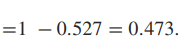 =1 − 0.527 = 0.473.